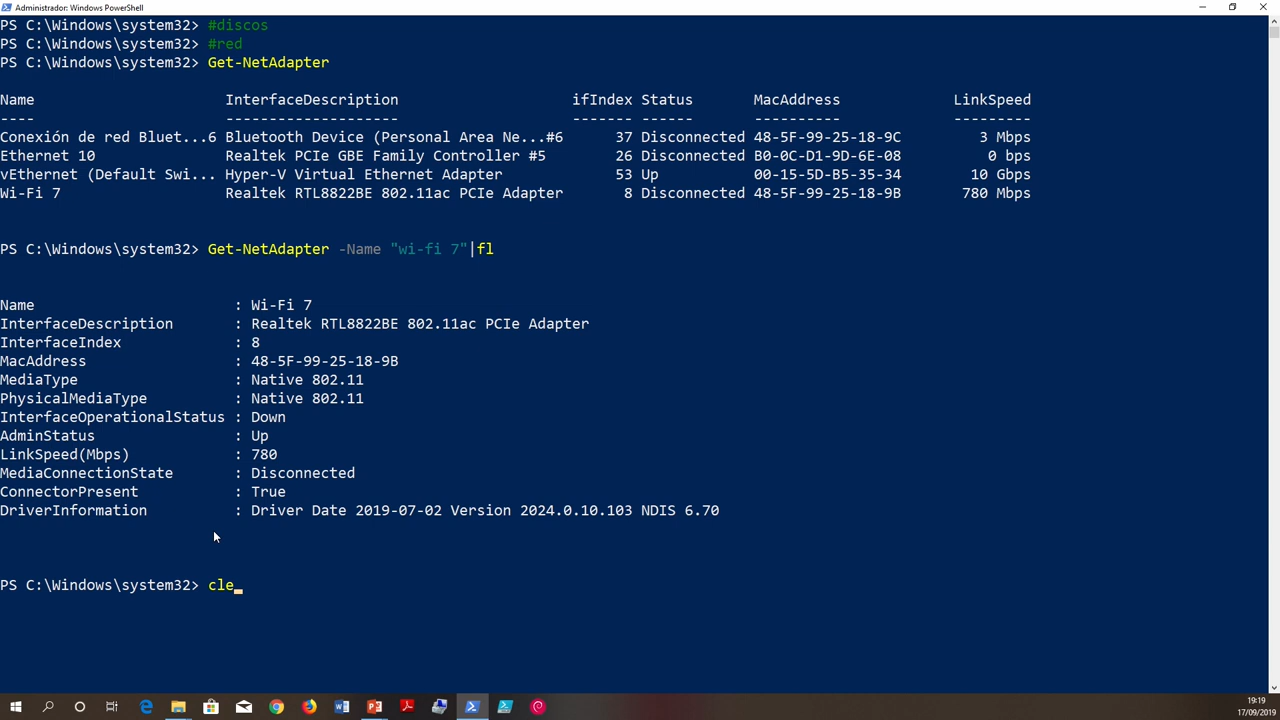 Administrador: Windows PowerShell
PS C:\Windows\system32> #discos
PS C:\Windows\system32> #red
PS C:\Windows\system32> Get-NetAdapter
Name InterfaceDescription ifIndex Status MacAddress LinkSpeed
---- -------------------- ------- ------ ---------- ---------
Conexión de red Bluet...6 Bluetooth Device (Personal Area Ne...#6 37 Disconnected 48-5F-99-25-18-9C 3 Mbps
Ethernet 10 Realtek PCIe GBE Family Controller #5 26 Disconnected B0-0C-D1-9D-6E-08 0 bps
vEthernet (Default Swi... Hyper-V Virtual Ethernet Adapter 53 Up 00-15-5D-B5-35-34 10 Gbps
Wi-Fi 7 Realtek RTL8822BE 802.11ac PCIe Adapter 8 Disconnected 48-5F-99-25-18-9B 780 Mbps
PS C:\Windows\system32> Get-NetAdapter -Name "wi-fi 7"|fl
Name : Wi-Fi 7
InterfaceDescription : Realtek RTL8822BE 802.11ac PCIe Adapter
InterfaceIndex : 8
MacAddress : 48-5F-99-25-18-9B
MediaType : Native 802.11
PhysicalMediaType : Native 802.11
InterfaceOperationalStatus : Down
AdminStatus : Up
LinkSpeed(Mbps) : 780
MediaConnectionState : Disconnected
ConnectorPresent : True
DriverInformation : Driver Date 2019-07-02 Version 2024.0.10.103 NDIS 6.70
PS C:\Windows\system32> cle_
19:19
17/09/2019